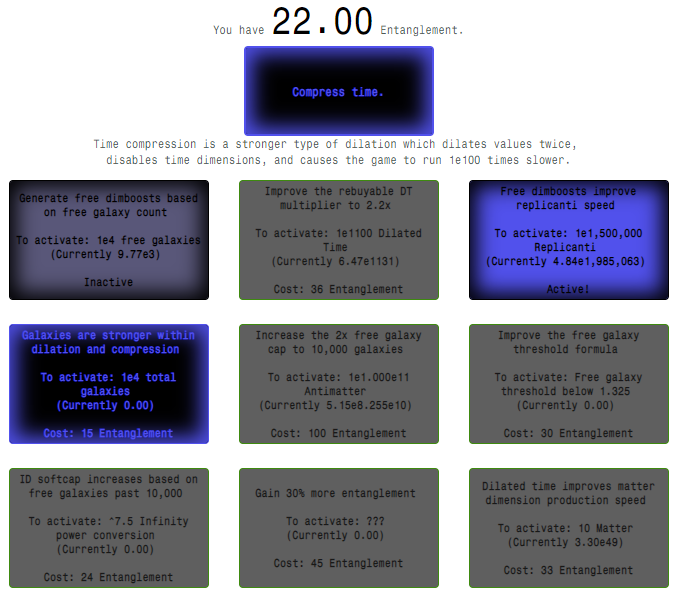 You have 22.00 Entanglement.
Compress time.
Time compression is a stronger type of dilation which dilates values twice,
disables time dimensions, and causes the game to run 1e100 times slower.
Generate free dimboosts based
on free galaxy count
To activate: 1e4 free galaxies
(Currently 9.77e3)
Inactive
Improve the rebuyable DT
multiplier to 2.2x
To activate: 1e1100 Dilated
Time
(Currently 6.47e1131)
Cost: 36 Entanglement
Free dimboosts improve
replicanti speed
To activate: 1e1,500,000
Replicanti
(Currently 4.84e1,985,063)
Active!
Galaxies are stronger within
dilation and compression
To activate: 1e4 total
galaxies
(Currently 0.00)
Cost: 15 Entanglement
Increase the 2x free galaxy
cap to 10,000 galaxies
To activate: 1e1.000e11
Antimatter
(Currently 5.15e8.255e10)
Cost: 100 Entanglement
Improve the free galaxy
threshold formula
To activate: Free galaxy
threshold below 1.325
(Currently 0.00)
Cost: 30 Entanglement
ID softcap increases based on
free galaxies past 10,000
To activate: ^7.5 Infinity
power conversion
(Currently 0.00)
Cost: 24 Entanglement
Gain 30% more entanglement
To activate: ???
(Currently 0.00)
Cost: 45 Entanglement
Dilated time improves matter
dimension production speed
To activate: 10 Matter
(Currently 3.30e49)
Cost: 33 Entanglement